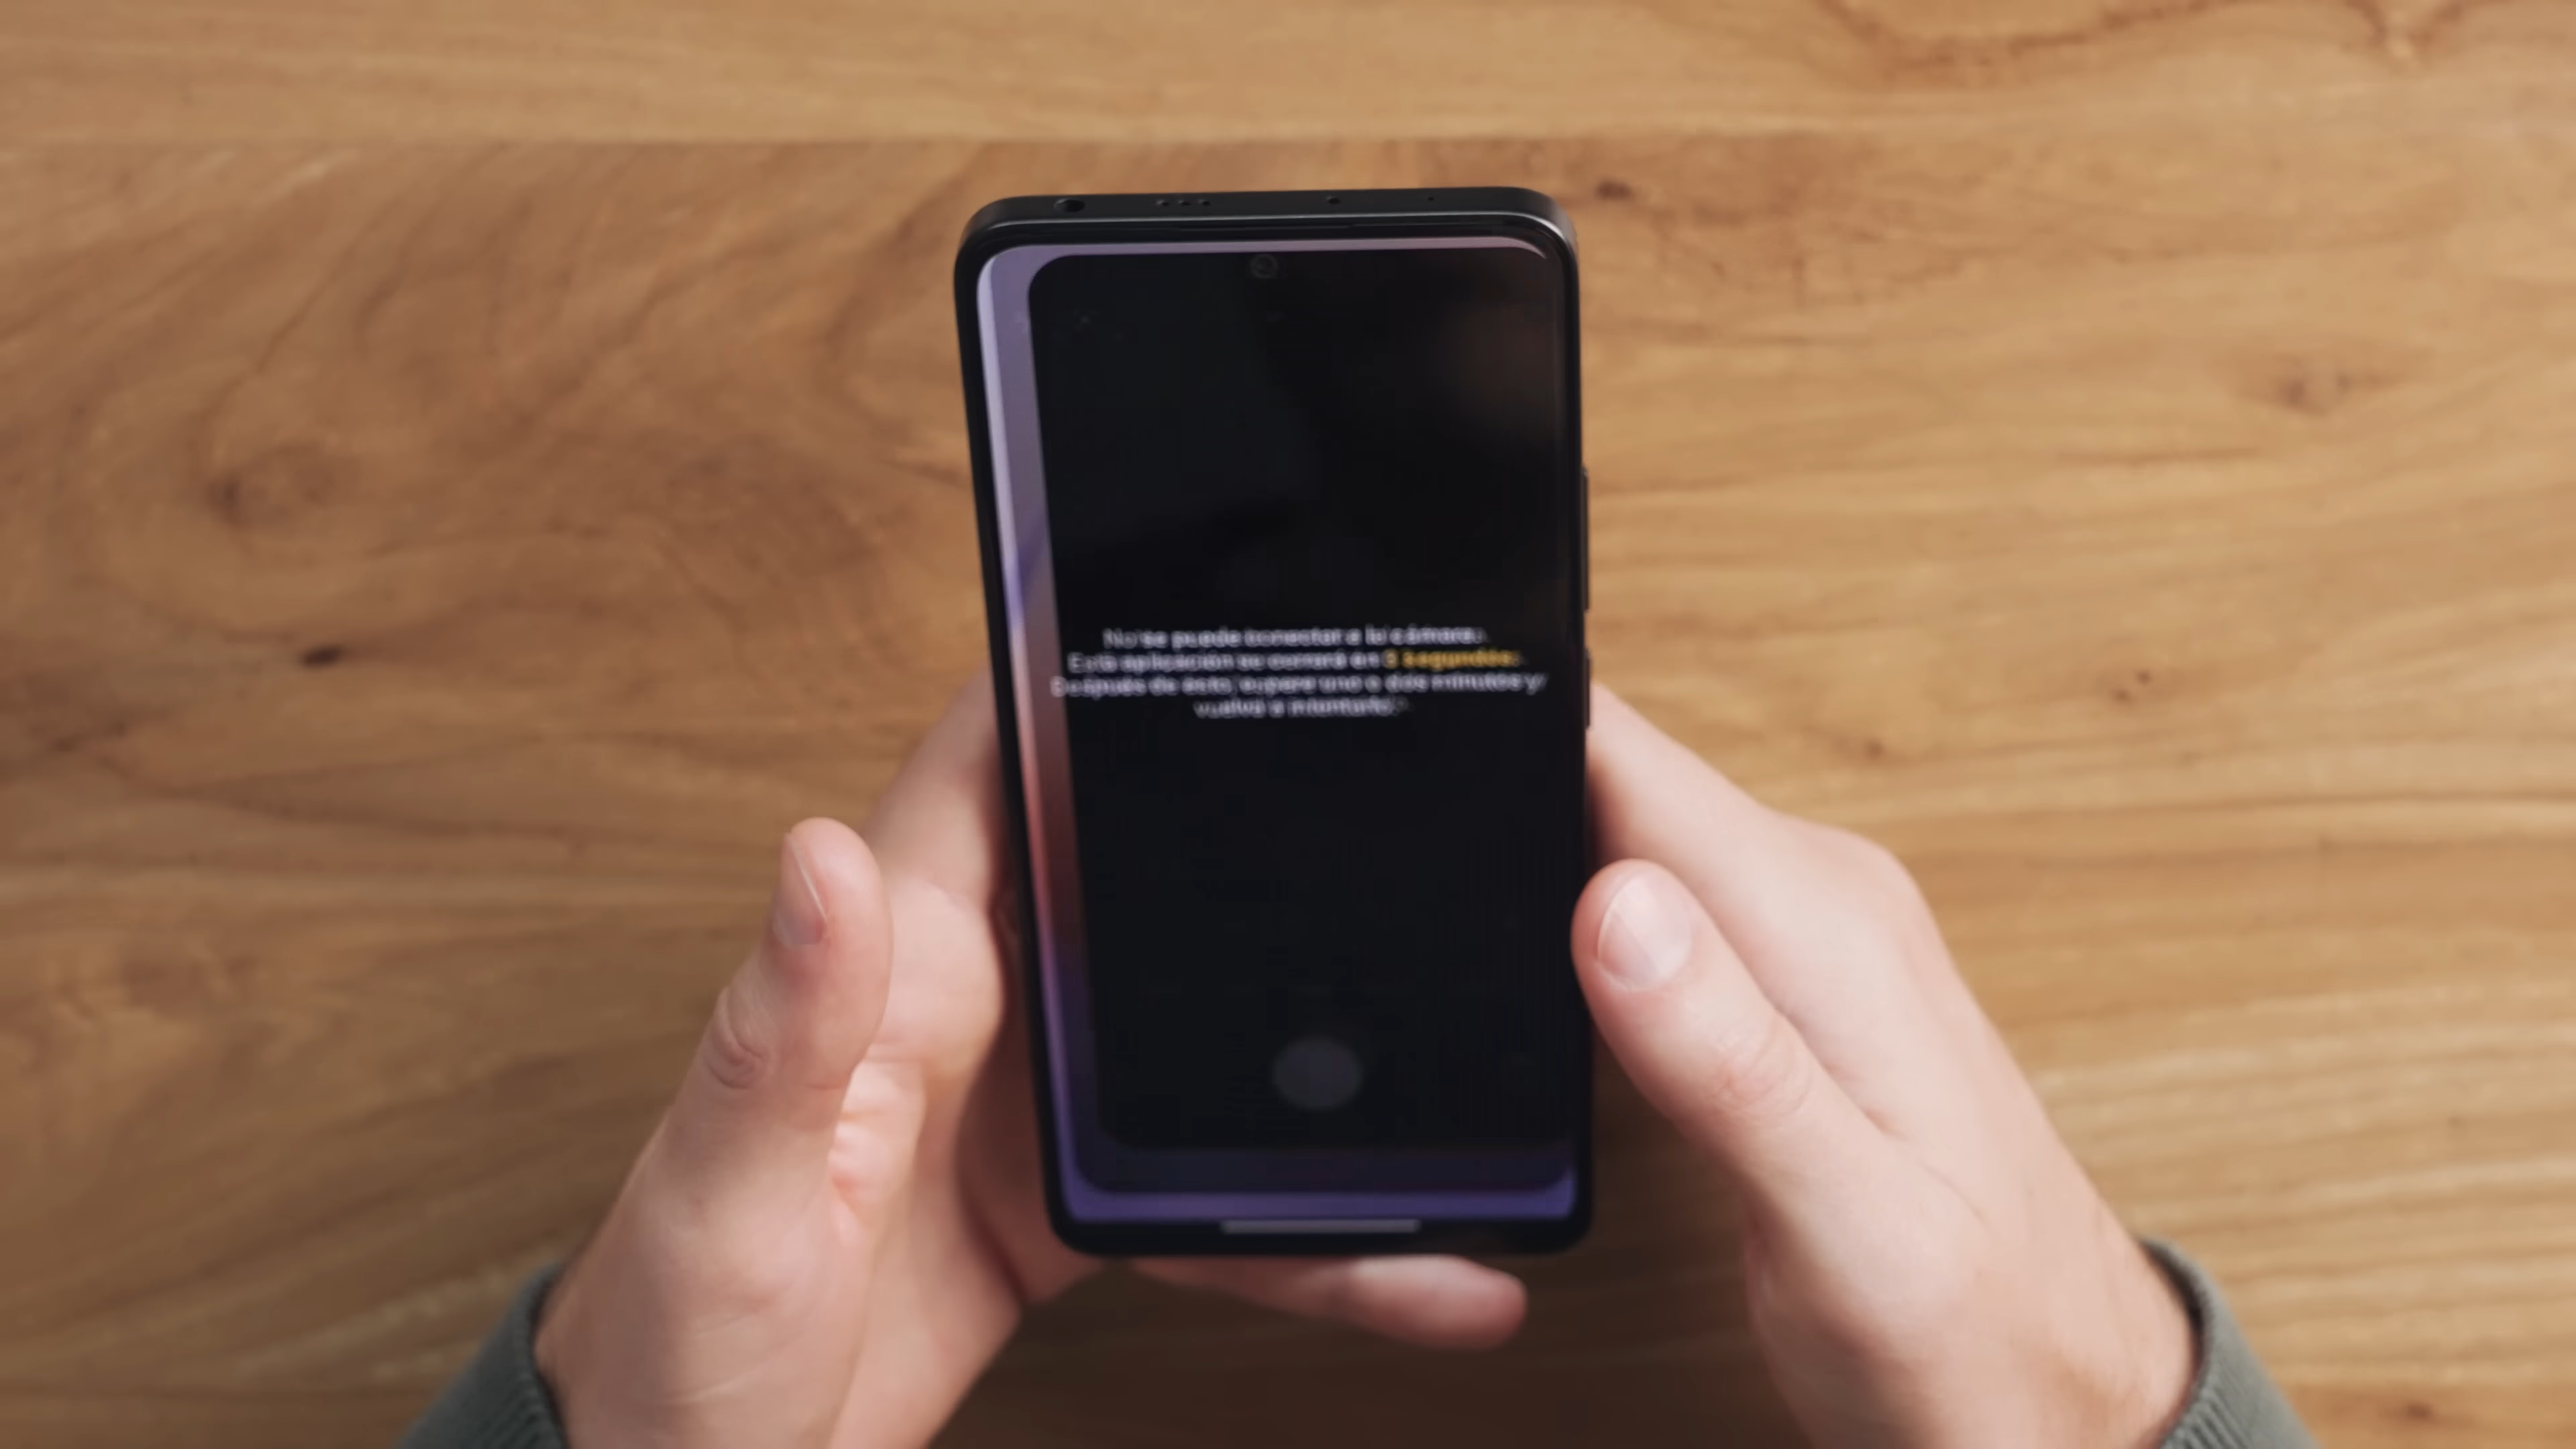 No se puede conectar a la cámara.
Esta aplicación se cerrará en segundos.
Después de esto, espere uno o dos minutos y
vuelva a intentarlo.